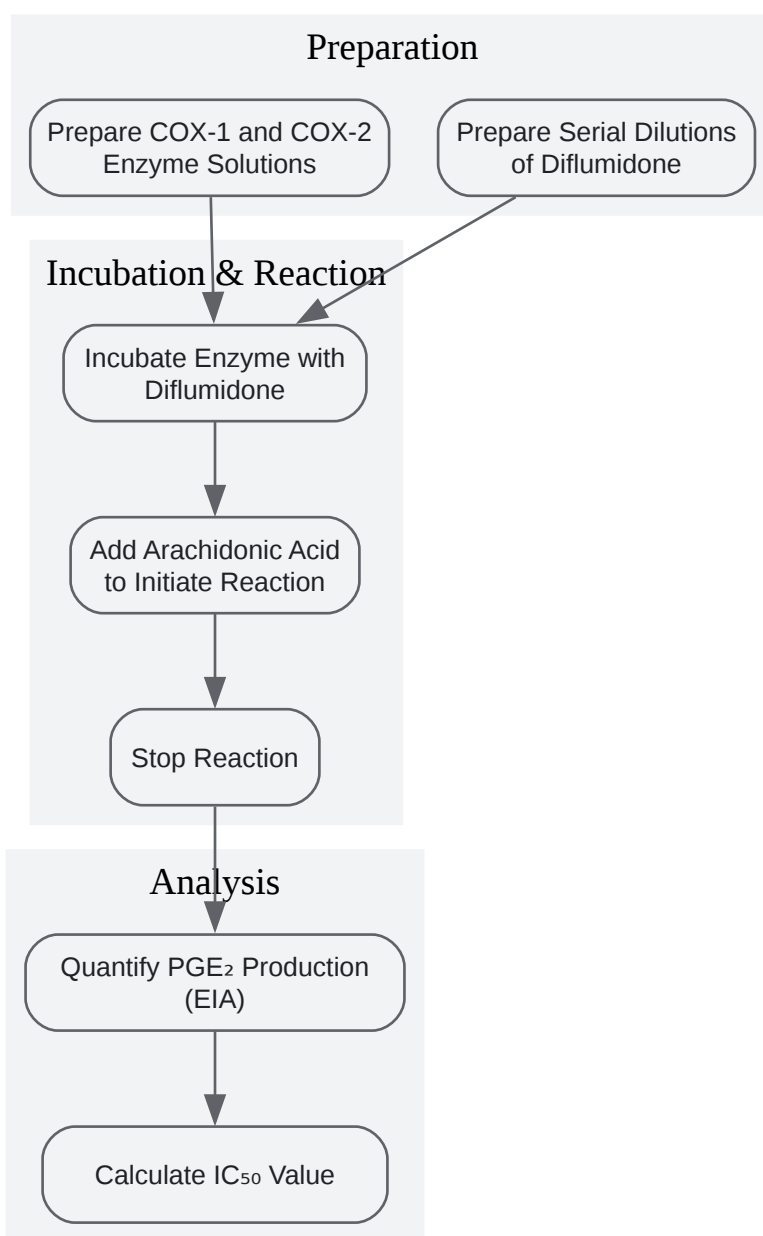 Preparation
Prepare COX-1 and COX-2
Enzyme Solutions
Prepare Serial Dilutions
of Diflumidone
Incubation & Reaction
Incubate Enzyme with
Diflumidone
Add Arachidonic Acid
to Initiate Reaction
Stop Reaction
Analysis
Quantify PGE₂ Production
(EIA)
Calculate IC₅₀ Value